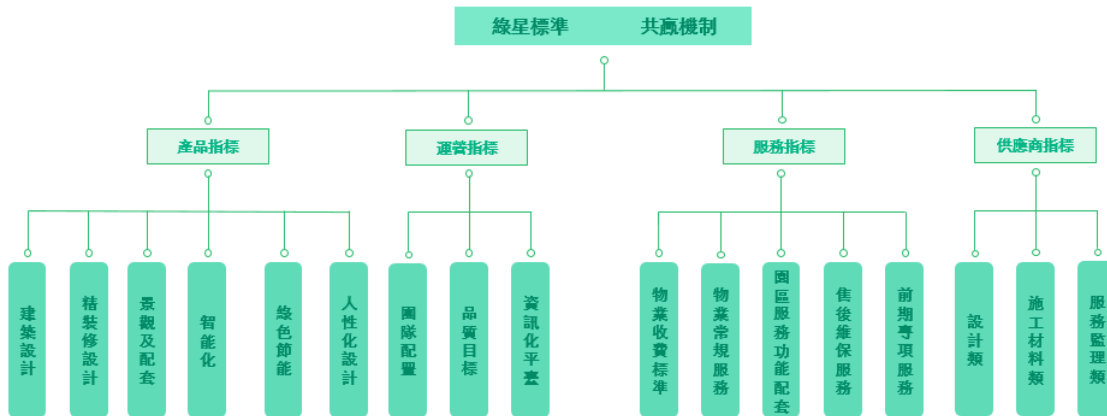 綠星標準 共贏機制
產品指標
運營指標
服務指標
供應商指標
建築設計
精裝修設計
景觀及配套
智能化
綠色節能
人性化設計
團隊配置
品質目標
資訊化平臺
物業收費標準
物業常規服務
園區服務功能配套
售後維保服務
前期專項服務
設計類
施工材料類
服務監理類